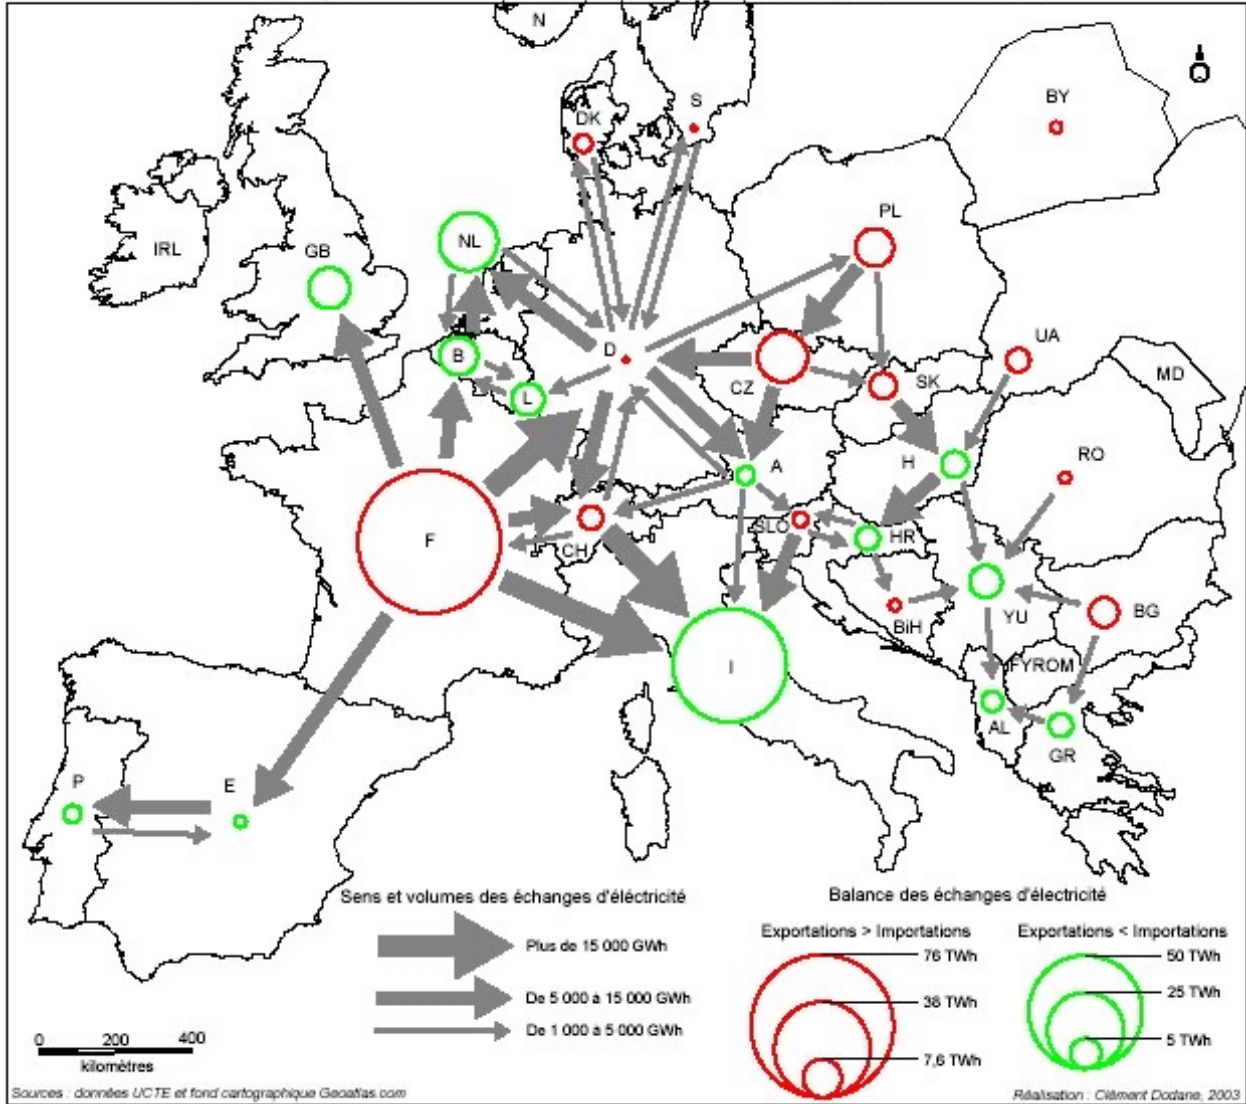 N
BY
S
DK
PL
NL
GB
IRL
UA
D
B
SK
MD
CZ
L
A
H
RO
F
SLO
HR
CH
BiH
YU
BG
I
FYROM
AL
GR
P
E
Sens et volumes des échanges d'éléctricité
Plus de 15 000 GWh
De 5 000 à 15 000 GWh
De 1 000 à 5 000 GWh
Balance des échanges d'électricité
Exportations > Importations
76 TWh
38 TWh
7,6 TWh
Exportations < Importations
50 TWh
25 TWh
5 TWh
0 200 400
kilomètres
Sources : données UCTE et fond cartographique Geoatlas.com
Réalisation : Clément Dodane, 2003